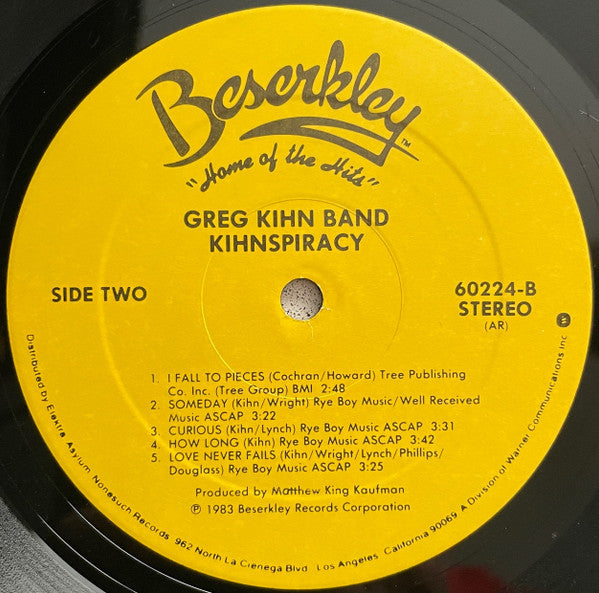 Beserkley™
"Home of the Hits"
GREG KIHN BAND
KIHNSPIRACY
SIDE TWO
60224-B
STEREO
(AR)
1. I FALL TO PIECES (Cochran/Howard) Tree Publishing
Co. Inc. (Tree Group) BMI 2:48
2. SOMEDAY (Kihn/Wright) Rye Boy Music/Well Received
Music ASCAP 3:22
3. CURIOUS (Kihn/Lynch) Rye Boy Music ASCAP 3:31
4. HOW LONG (Kihn) Rye Boy Music ASCAP 3:42
5. LOVE NEVER FAILS (Kihn/Wright/Lynch/Phillips/
Douglass) Rye Boy Music ASCAP 3:25
Produced by Matthew King Kaufman
℗ 1983 Beserkley Records Corporation
Distributed by Elektra, Asylum, Nonesuch Records 962 North La Cienega Blvd Los Angeles, California 90069 A Division of Warner Communications Inc W